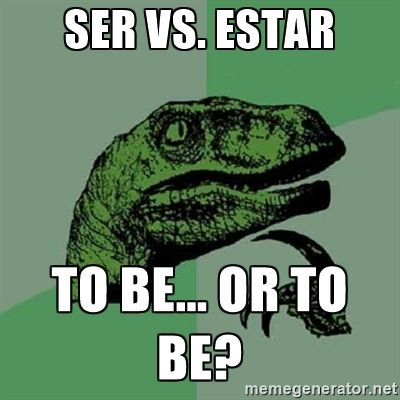 SER VS. ESTAR
TO BE... OR TO
BE?
memegenerator.net